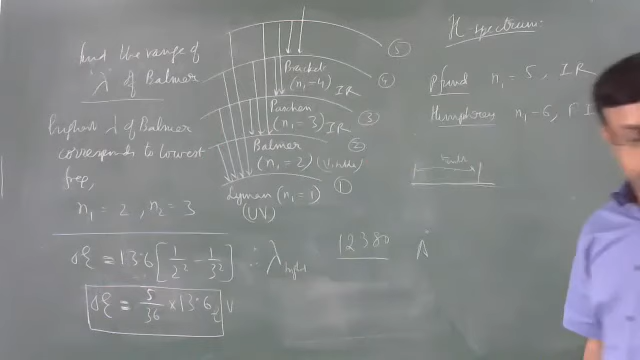 find the range of
'λ' of Balmer
highest λ of Balmer
corresponds to lowest
freq,
n₁ = 2, n₂ = 3
ΔE = 13.6 [1/2² - 1/3²]
ΔE = 5/36 × 13.6 eV
∴ λ
12380
Å
Brackett
(n₁=4) IR
Paschen
(n₁=3) IR
Balmer
(n₁=2) (Visible)
Lyman (n₁=1)
(UV)
⑤
④
③
②
①
H-spectrum:
Pfund n₁ = 5, IR
Humphrey n₁ = 6, F I